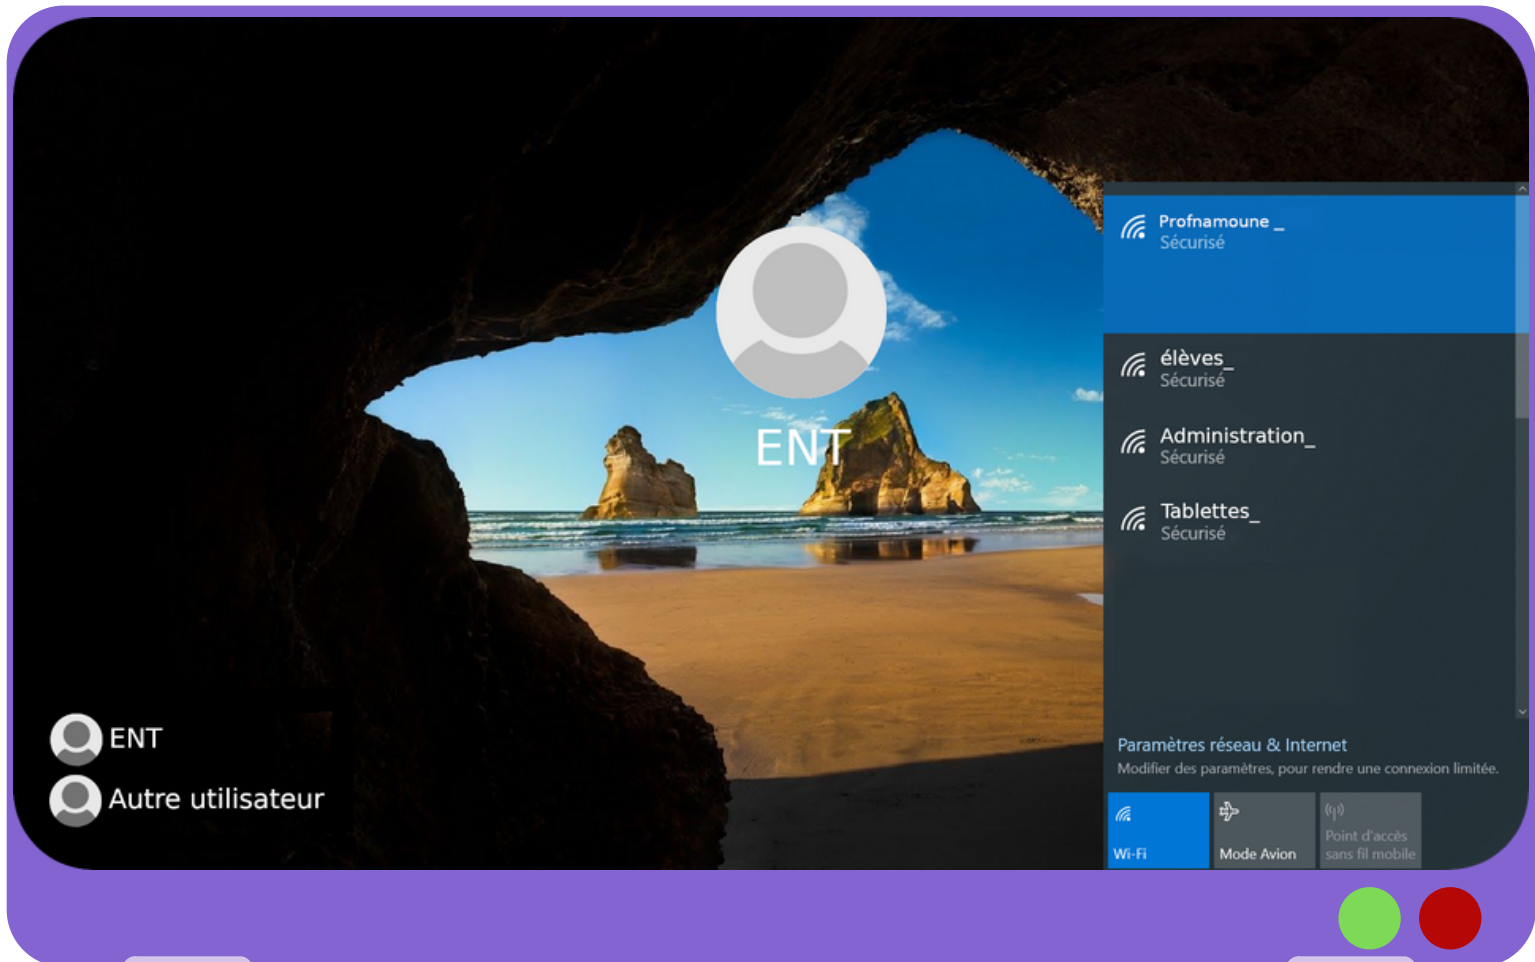 ENT
ENT
Autre utilisateur
Profnamoune _
Sécurisé
élèves_
Sécurisé
Administration_
Sécurisé
Tablettes_
Sécurisé
Paramètres réseau & Internet
Modifier des paramètres, pour rendre une connexion limitée.
Wi-Fi
Mode Avion
Point d'accès
sans fil mobile